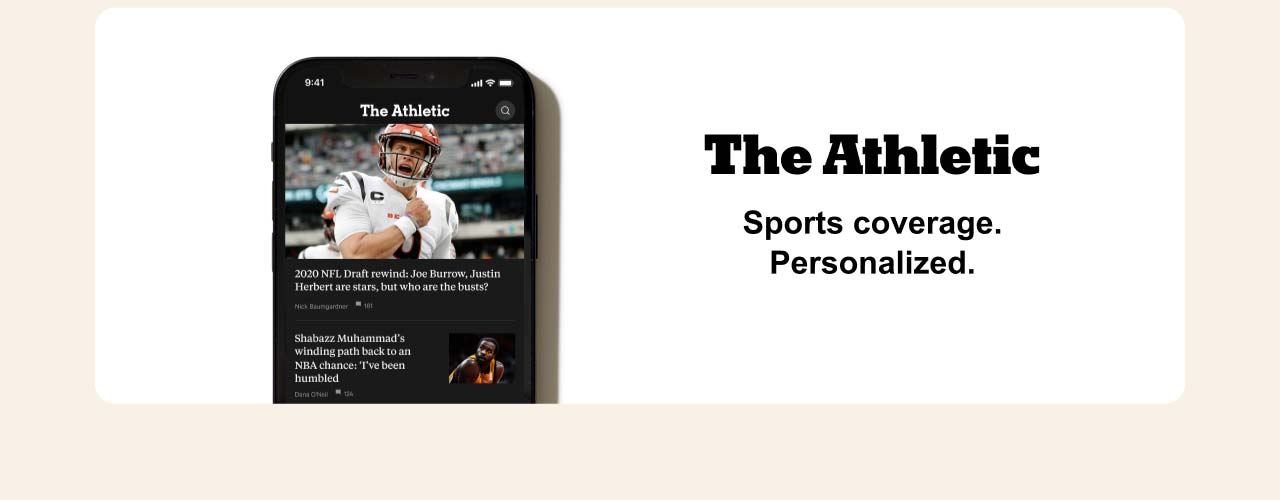 9:41
The Athletic
2020 NFL Draft rewind: Joe Burrow, Justin
Herbert are stars, but who are the busts?
Nick Baumgardner 161
Shabazz Muhammad's
winding path back to an
NBA chance: 'I've been
humbled
Dana O'Neil 124
The Athletic
Sports coverage.
Personalized.